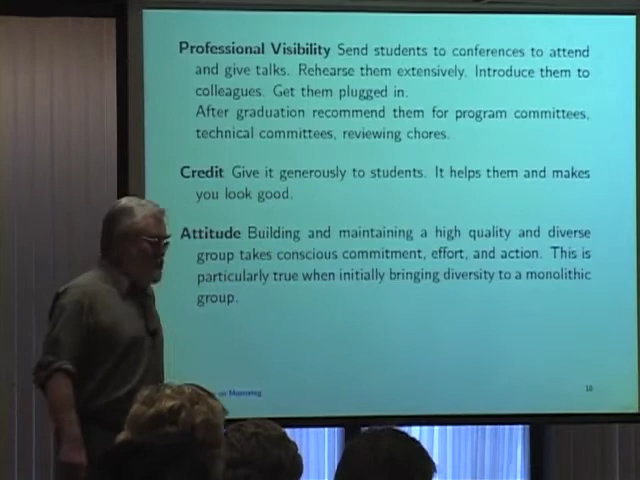 Professional Visibility Send students to conferences to attend
and give talks. Rehearse them extensively. Introduce them to
colleagues. Get them plugged in.
After graduation recommend them for program committees,
technical committees, reviewing chores.
Credit Give it generously to students. It helps them and makes
you look good.
Attitude Building and maintaining a high quality and diverse
group takes conscious commitment, effort, and action. This is
particularly true when initially bringing diversity to a monolithic
group.
on Mentoring